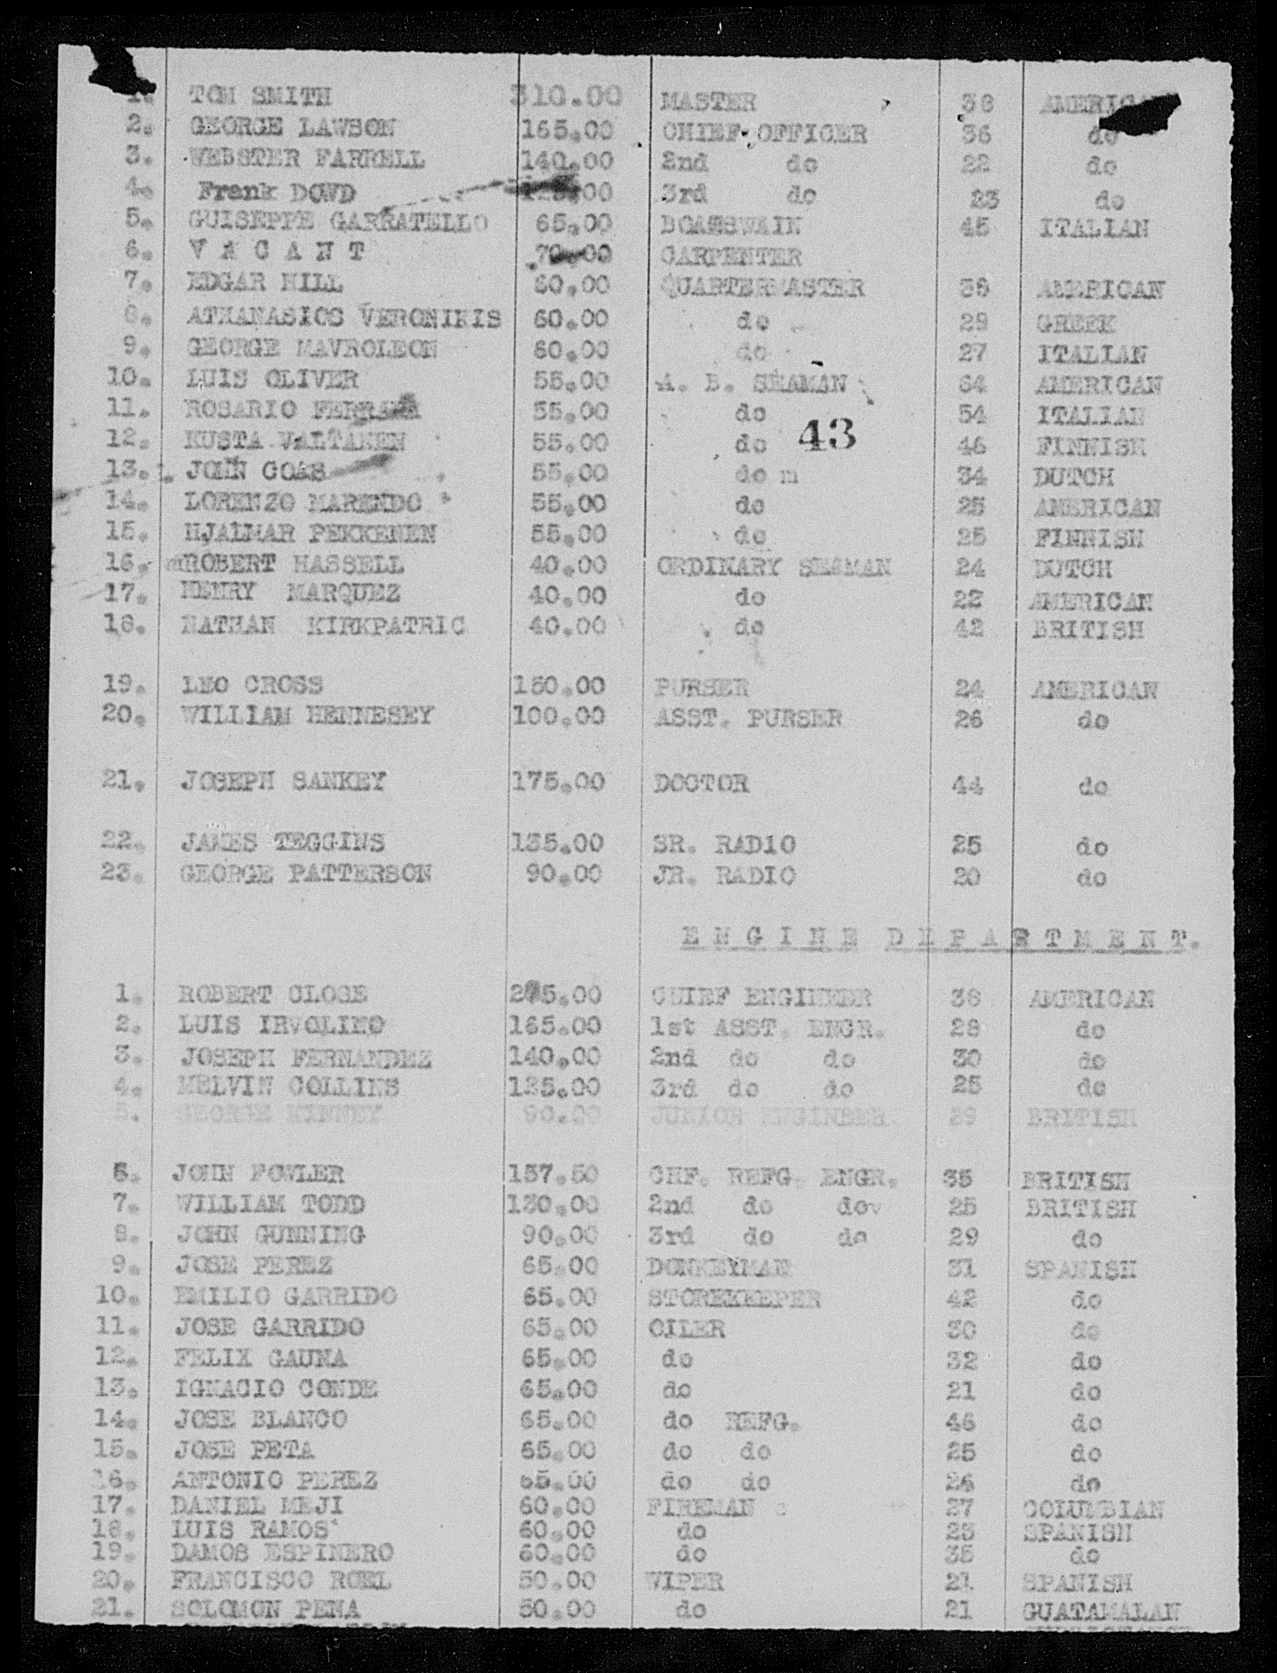 1. TOM SMITH 310.00 MASTER 38 AMERICAN
2. GEORGE LAWSON 165.00 CHIEF OFFICER 36 do
3. WEBSTER FARRELL 140.00 2nd do 22 do
4. Frank DOWD 3rd do 23 do
5. GUISEPPE GARRATELLO 65.00 BOATSWAIN 45 ITALIAN
6. V A C A N T 70.00 CARPENTER
7. EDGAR HILL 60.00 QUARTERMASTER 38 AMERICAN
8. ATHANASIOS VERONIKIS 60.00 do 29 GREEK
9. GEORGE MAVROLEON 60.00 do 27 ITALIAN
10. LUIS OLIVER 55.00 A. B. SEAMAN 64 AMERICAN
11. ROSARIO 55.00 do 54 ITALIAN
43
12. KUSTA VALTANEN 55.00 do 46 FINNISH
13. JOHN GOAS 55.00 do m 34 DUTCH
14. LORENZO MARENDO 55.00 do 25 AMERICAN
15. HJALMAR PEKKENEN 55.00 do 25 FINNISH
16. ROBERT HASSELL 40.00 ORDINARY SEAMAN 24 DUTCH
17. HENRY MARQUEZ 40.00 do 22 AMERICAN
18. NATHAN KIRKPATRIC 40.00 do 42 BRITISH
19. LEO CROSS 150.00 PURSER 24 AMERICAN
20. WILLIAM HENNESEY 100.00 ASST. PURSER 26 do
21. JOSEPH SANKEY 175.00 DOCTOR 44 do
22. JAMES TEGGINS 135.00 SR. RADIO 25 do
23. GEORGE PATTERSON 90.00 JR. RADIO 20 do
E N G I N E D E P A R T M E N T.
1. ROBERT CLOSE CHIEF ENGINEER 38 AMERICAN
2. LUIS IRVOLINO 165.00 1st ASST. ENGR. 28 do
3. JOSEPH FERNANDEZ 140.00 2nd do do 30 do
4. MELVIN COLLINS 125.00 3rd do do 25 do
5. GEORGE KINNEY 90.00 JUNIOR ENGINEER 39 BRITISH
6. JOHN FOWLER 157.50 CHF. REFG. ENGR. 35 BRITISH
7. WILLIAM TODD 130.00 2nd do do 25 BRITISH
8. JOHN GUNNING 90.00 3rd do do 29 do
9. JOSE PEREZ 65.00 DONKEYMAN 31 SPANISH
10. EMILIO GARRIDO 65.00 STOREKEEPER 42 do
11. JOSE GARRIDO 65.00 OILER 30 do
12. FELIX GAUNA 65.00 do 32 do
13. IGNACIO CONDE 65.00 do 21 do
14. JOSE BLANCO 65.00 do REFG. 46 do
15. JOSE PETA 65.00 do do 25 do
16. ANTONIO PEREZ 65.00 do do 26 do
17. DANIEL MEJI 60.00 FIREMAN 27 COLUMBIAN
18. LUIS RAMOS 60.00 do 23 SPANISH
19. DAMOS ESPINERO 60.00 do 35 do
20. FRANCISCO ROEL 50.00 WIPER 21 SPANISH
21. SOLOMON PENA 50.00 do 21 GUATAMALAN